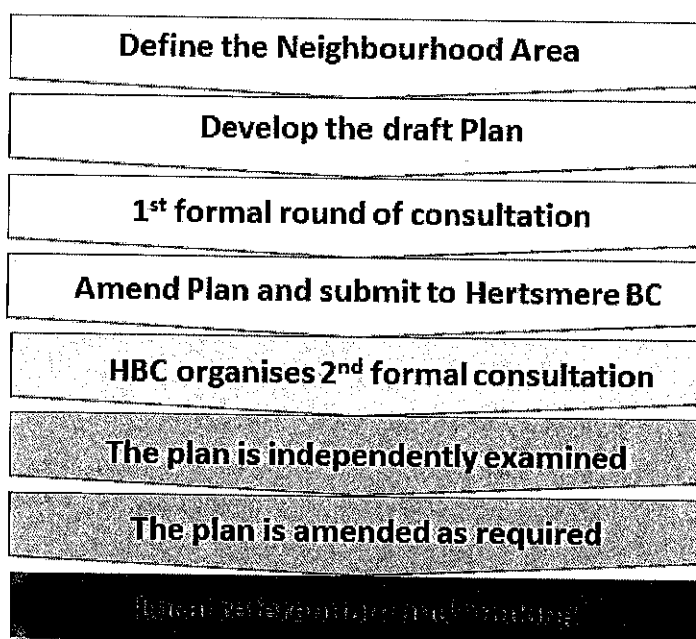 Define the Neighbourhood Area
Develop the draft Plan
1st formal round of consultation
Amend Plan and submit to Hertsmere BC
HBC organises 2nd formal consultation
The plan is independently examined
The plan is amended as required